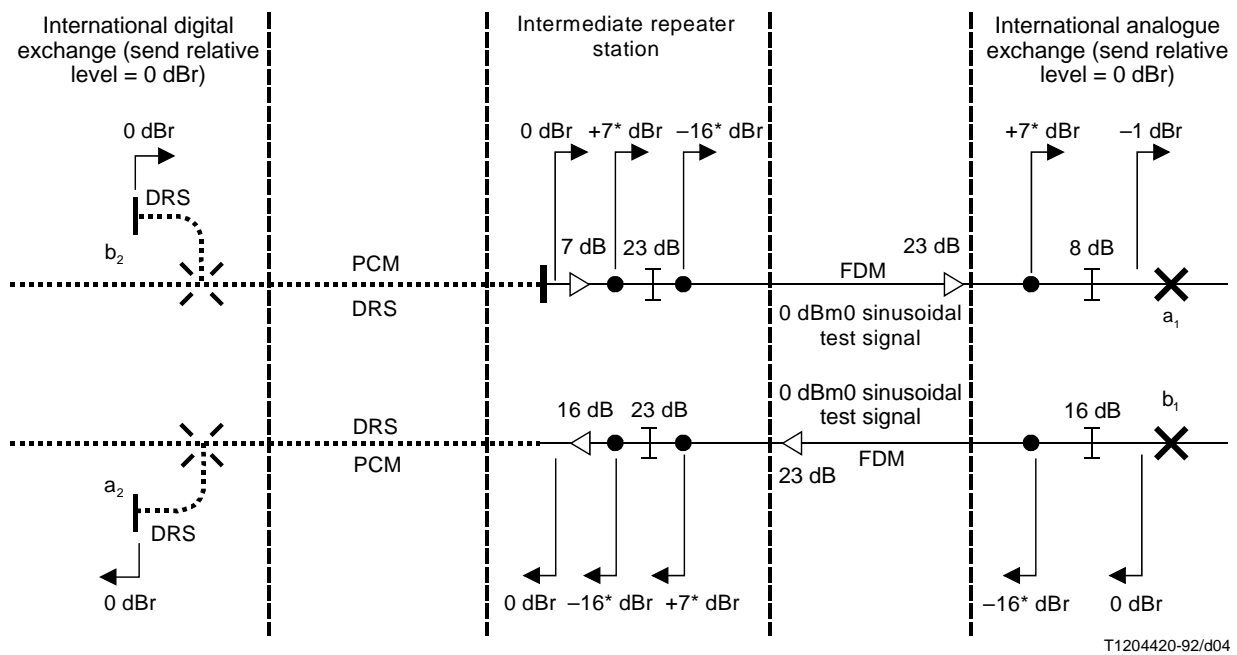 International digital
exchange (send relative
level = 0 dBr)
Intermediate repeater
station
International analogue
exchange (send relative
level = 0 dBr)
0 dBr
0 dBr
+7* dBr
–16* dBr
+7* dBr
–1 dBr
DRS
b2
7 dB
23 dB
23 dB
8 dB
PCM
DRS
FDM
0 dBm0 sinusoidal
test signal
a1
0 dBm0 sinusoidal
test signal
b1
16 dB
23 dB
16 dB
DRS
PCM
23 dB
FDM
a2
DRS
0 dBr
0 dBr
–16* dBr
+7* dBr
–16* dBr
0 dBr
T1204420-92/d04